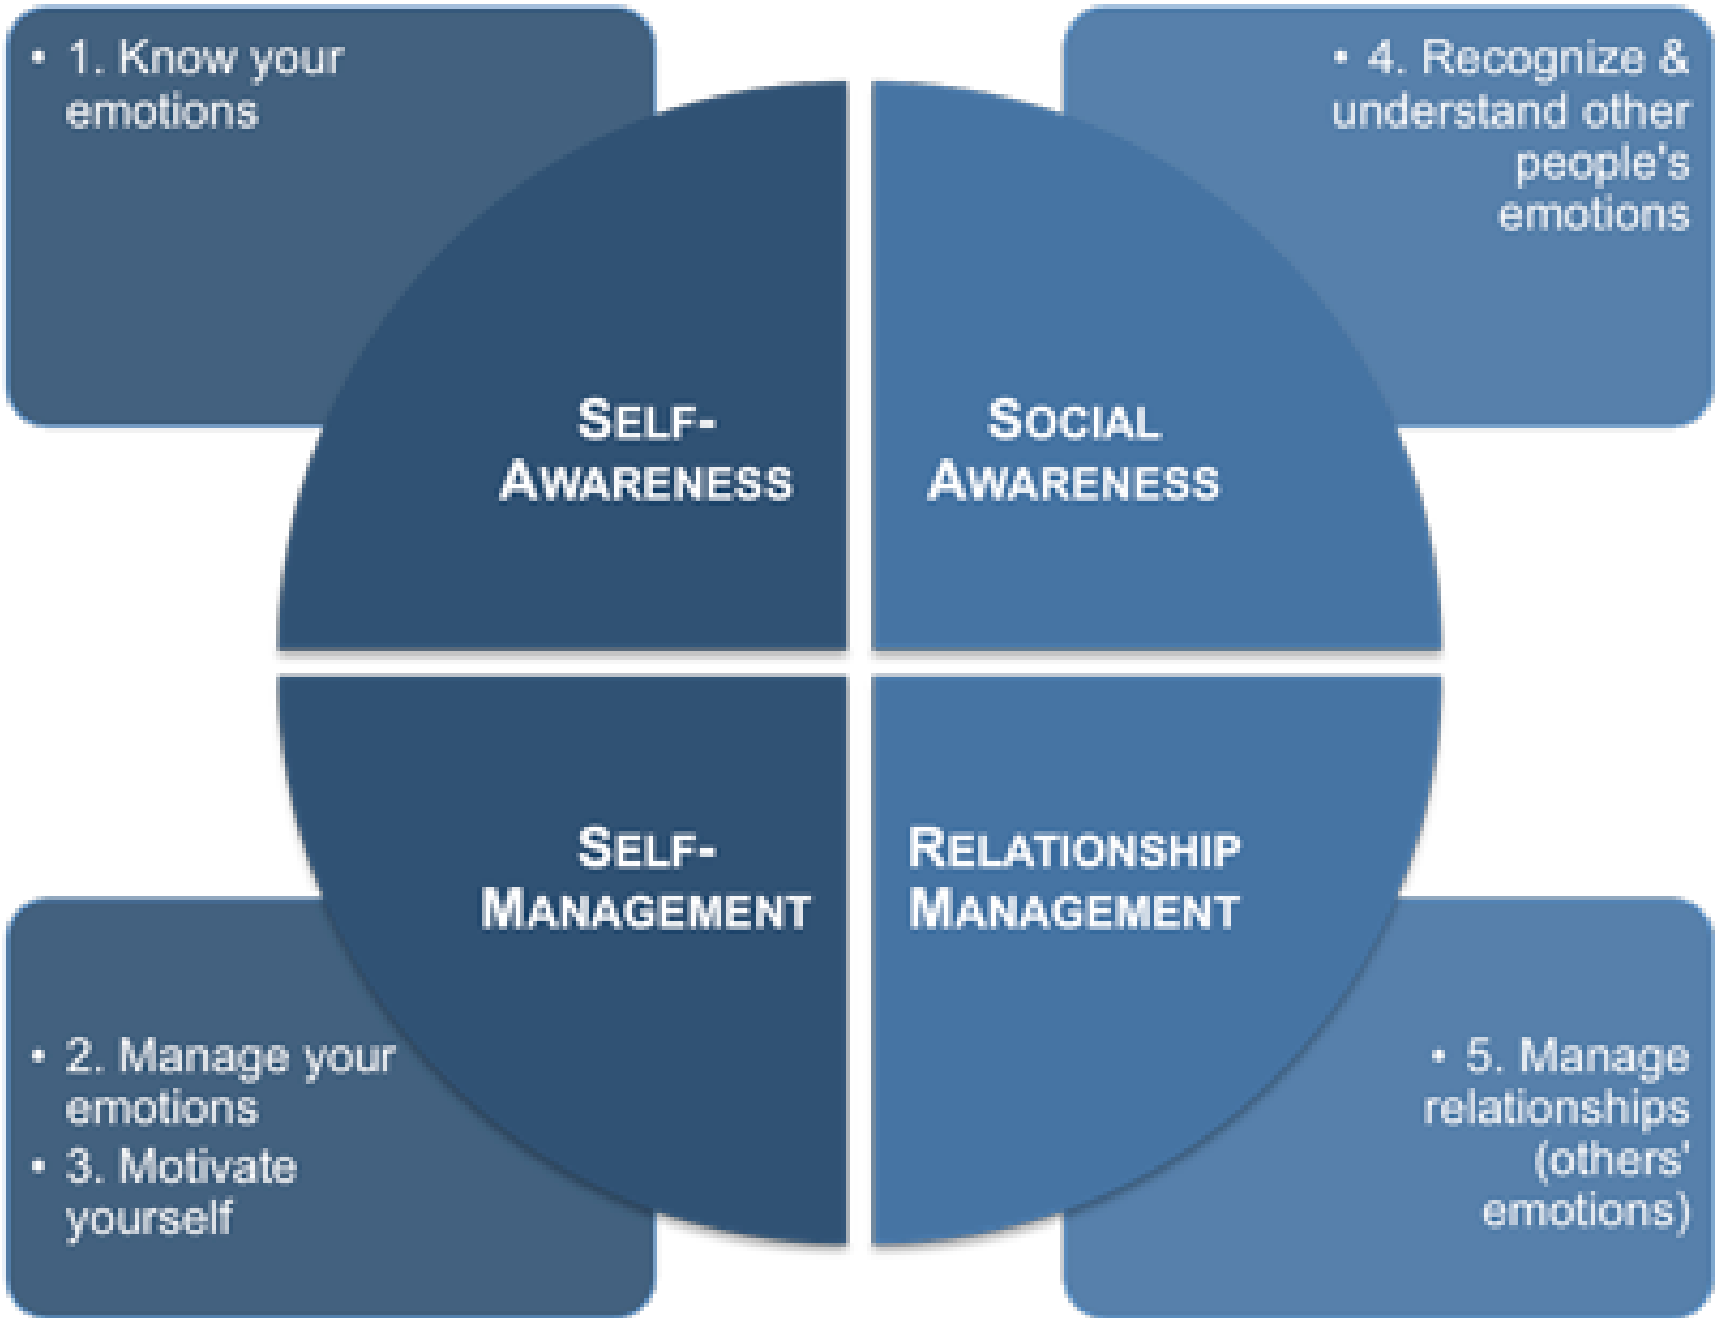 • 1. Know your
emotions
• 4. Recognize &
understand other
people's
emotions
SELF-
AWARENESS
SOCIAL
AWARENESS
SELF-
MANAGEMENT
RELATIONSHIP
MANAGEMENT
• 2. Manage your
emotions
• 3. Motivate
yourself
• 5. Manage
relationships
(others'
emotions)